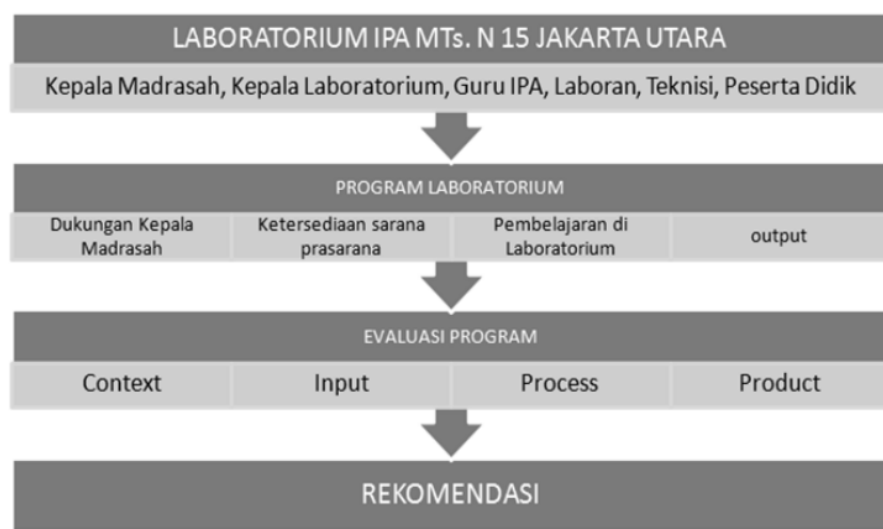 LABORATORIUM IPA MTs. N 15 JAKARTA UTARA
Kepala Madrasah, Kepala Laboratorium, Guru IPA, Laboran, Teknisi, Peserta Didik
PROGRAM LABORATORIUM
Dukungan Kepala
Madrasah
Ketersediaan sarana
prasarana
Pembelajaran di
Laboratorium
output
EVALUASI PROGRAM
Context
Input
Process
Product
REKOMENDASI